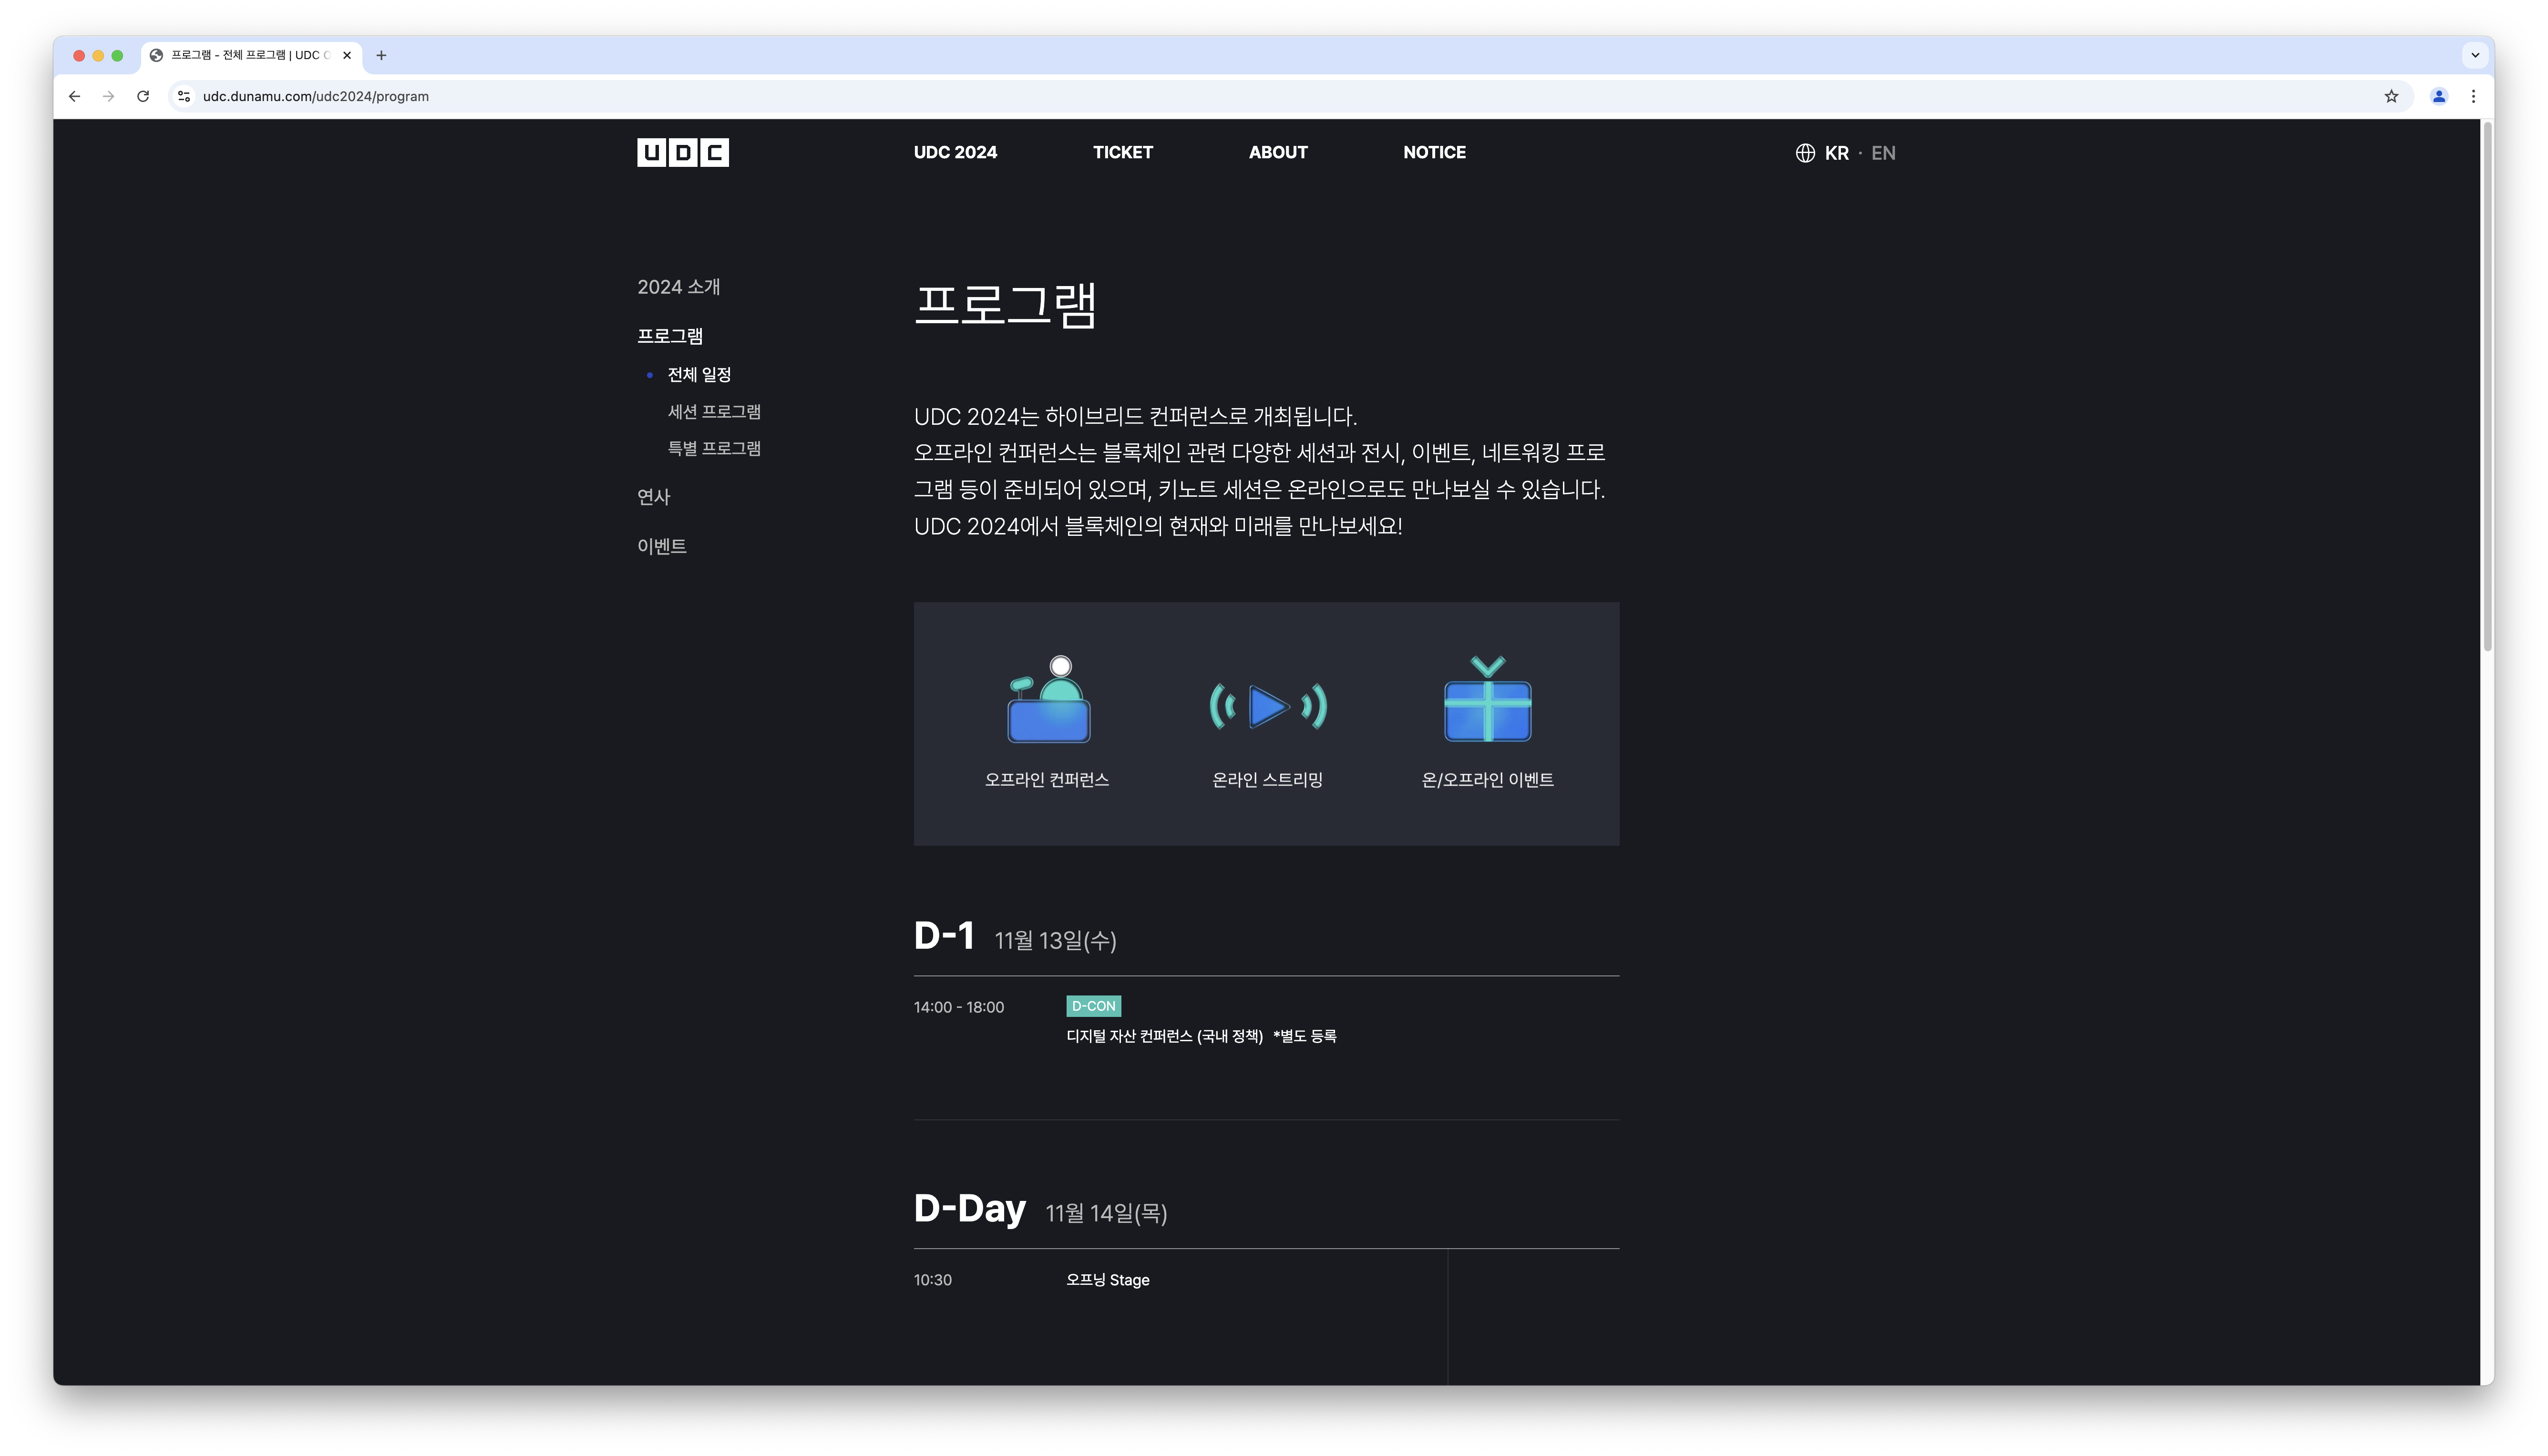 프로그램 - 전체 프로그램 | UDC
udc.dunamu.com/udc2024/program
UDC
UDC 2024
TICKET
ABOUT
NOTICE
KR · EN
2024 소개
프로그램
전체 일정
세션 프로그램
특별 프로그램
연사
이벤트
프로그램
UDC 2024는 하이브리드 컨퍼런스로 개최됩니다.
오프라인 컨퍼런스는 블록체인 관련 다양한 세션과 전시, 이벤트, 네트워킹 프로
그램 등이 준비되어 있으며, 키노트 세션은 온라인으로도 만나보실 수 있습니다.
UDC 2024에서 블록체인의 현재와 미래를 만나보세요!
오프라인 컨퍼런스
온라인 스트리밍
온/오프라인 이벤트
D-1 11월 13일(수)
14:00 - 18:00
D-CON
디지털 자산 컨퍼런스 (국내 정책) *별도 등록
D-Day 11월 14일(목)
10:30
오프닝 Stage